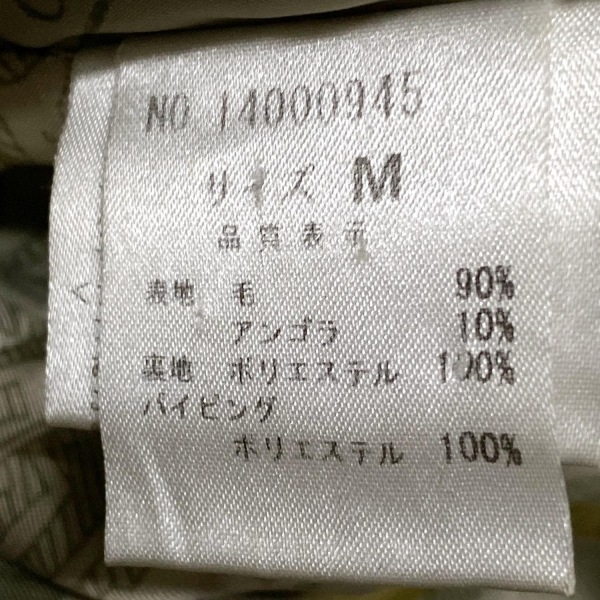 NO 14000945
サイズ M
品質表示
表地 毛 90%
アンゴラ 10%
裏地 ポリエステル 100%
パイピング
ポリエステル 100%